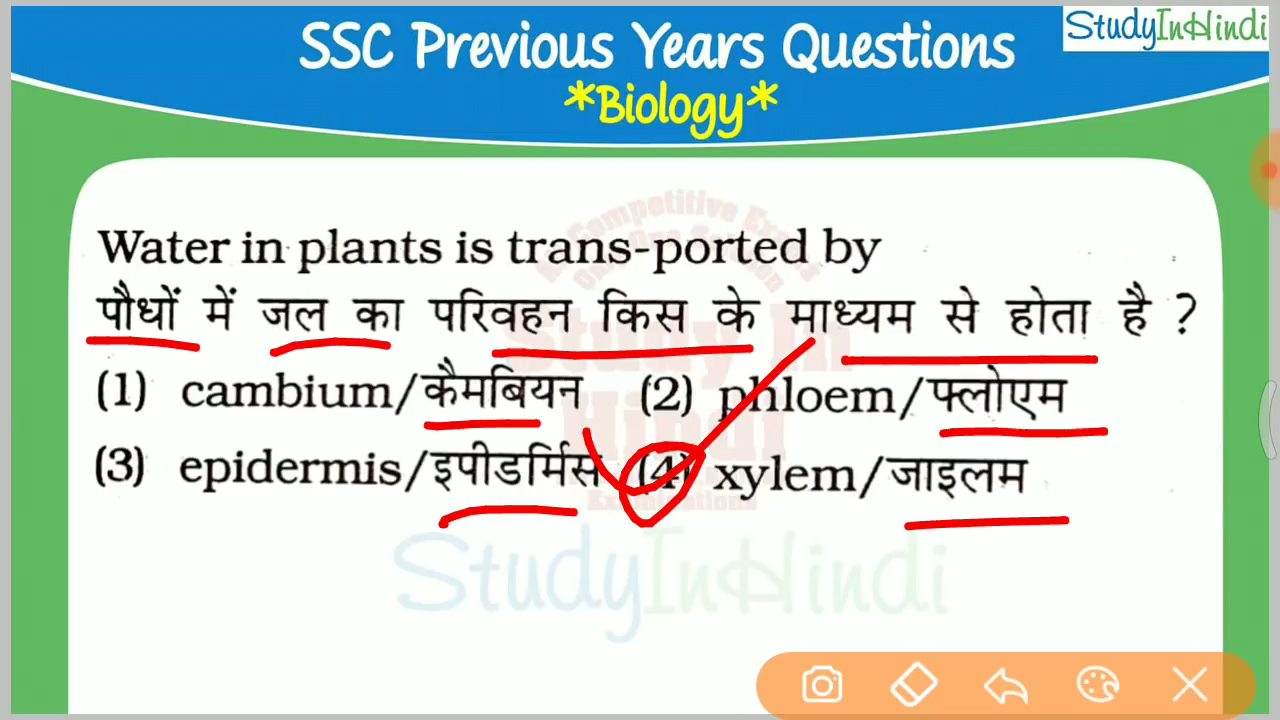 SSC Previous Years Questions
StudyInHindi
*Biology*
Water in plants is trans-ported by
पौधों में जल का परिवहन किस के माध्यम से होता है ?
(1) cambium/कैमबियन (2) phloem/फ्लोएम
(3) epidermis/इपीडर्मिस (4) xylem/जाइलम
StudyInHindi